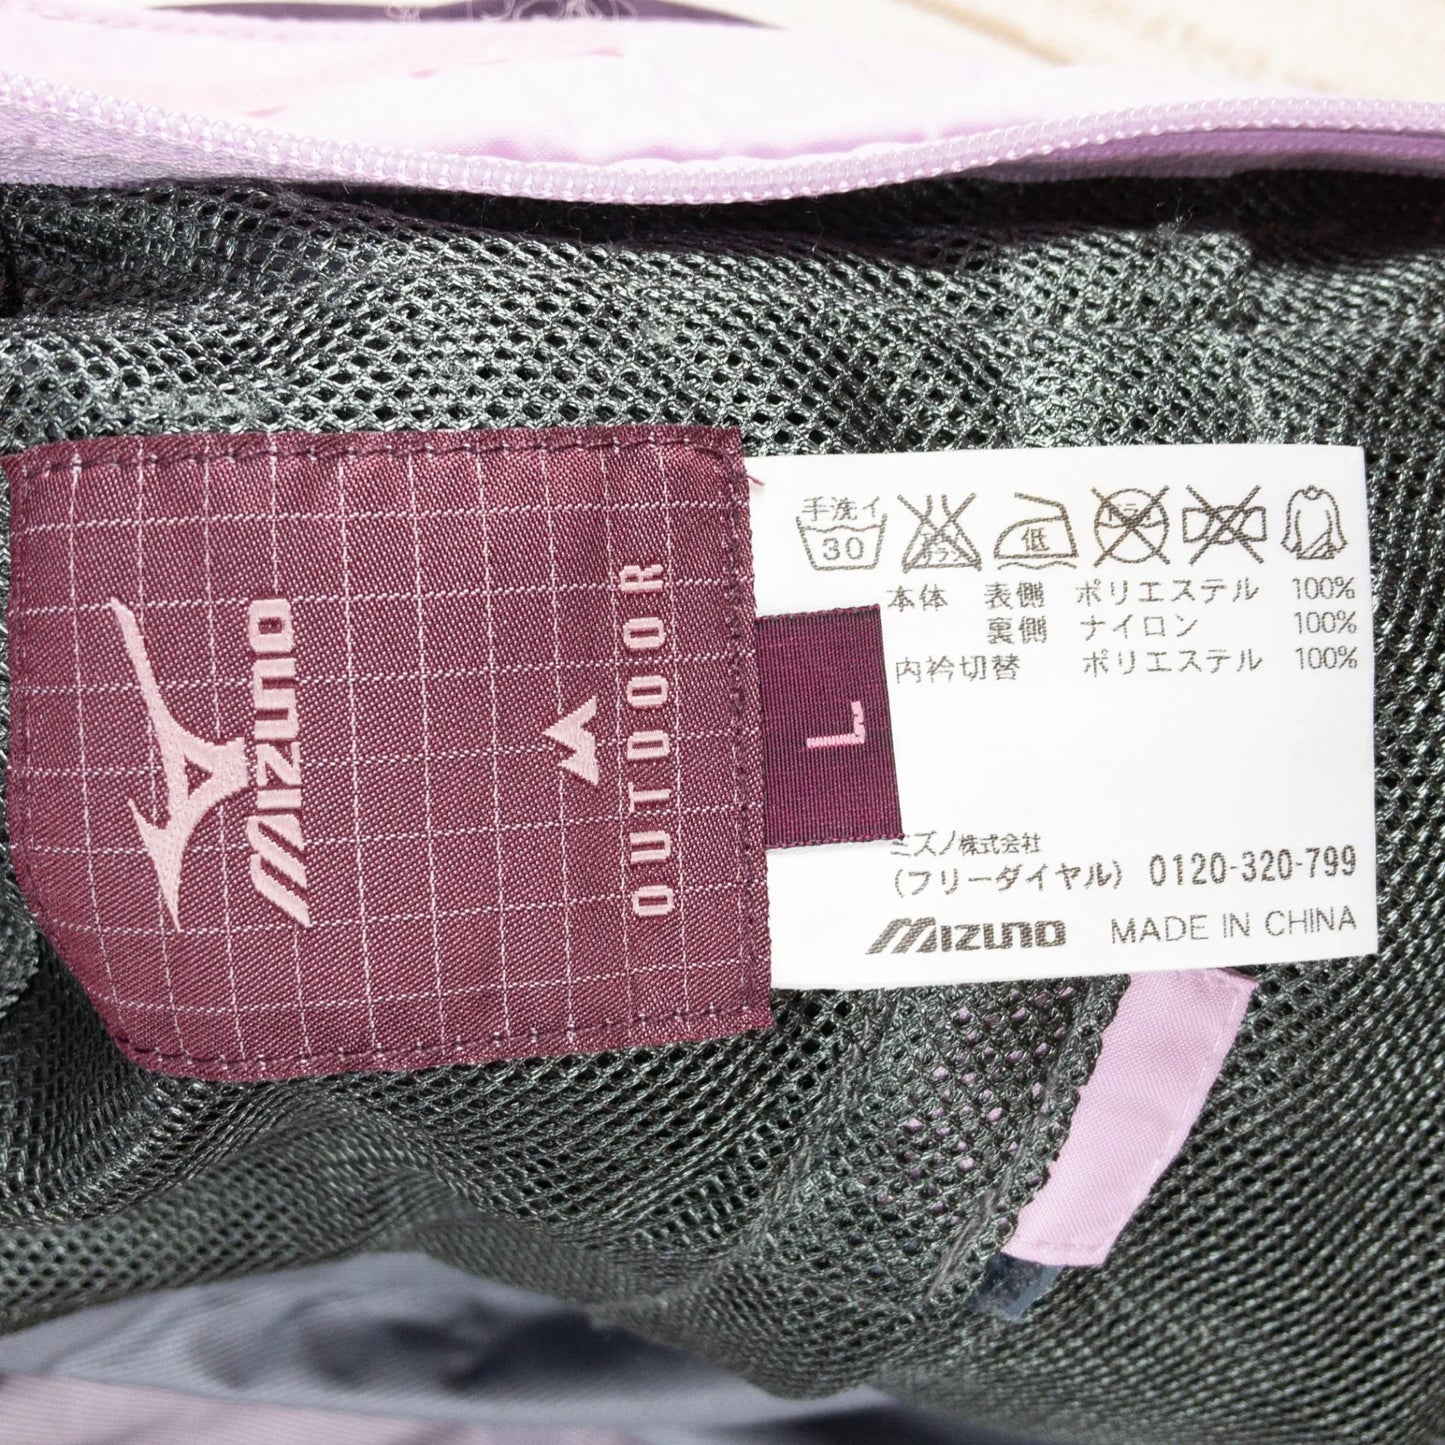 MIZUNO
OUTDOOR
L
手洗イ
30
低
本体 表側 ポリエステル 100%
裏側 ナイロン 100%
内衿切替 ポリエステル 100%
ミズノ株式会社
(フリーダイヤル) 0120-320-799
MIZUNO MADE IN CHINA